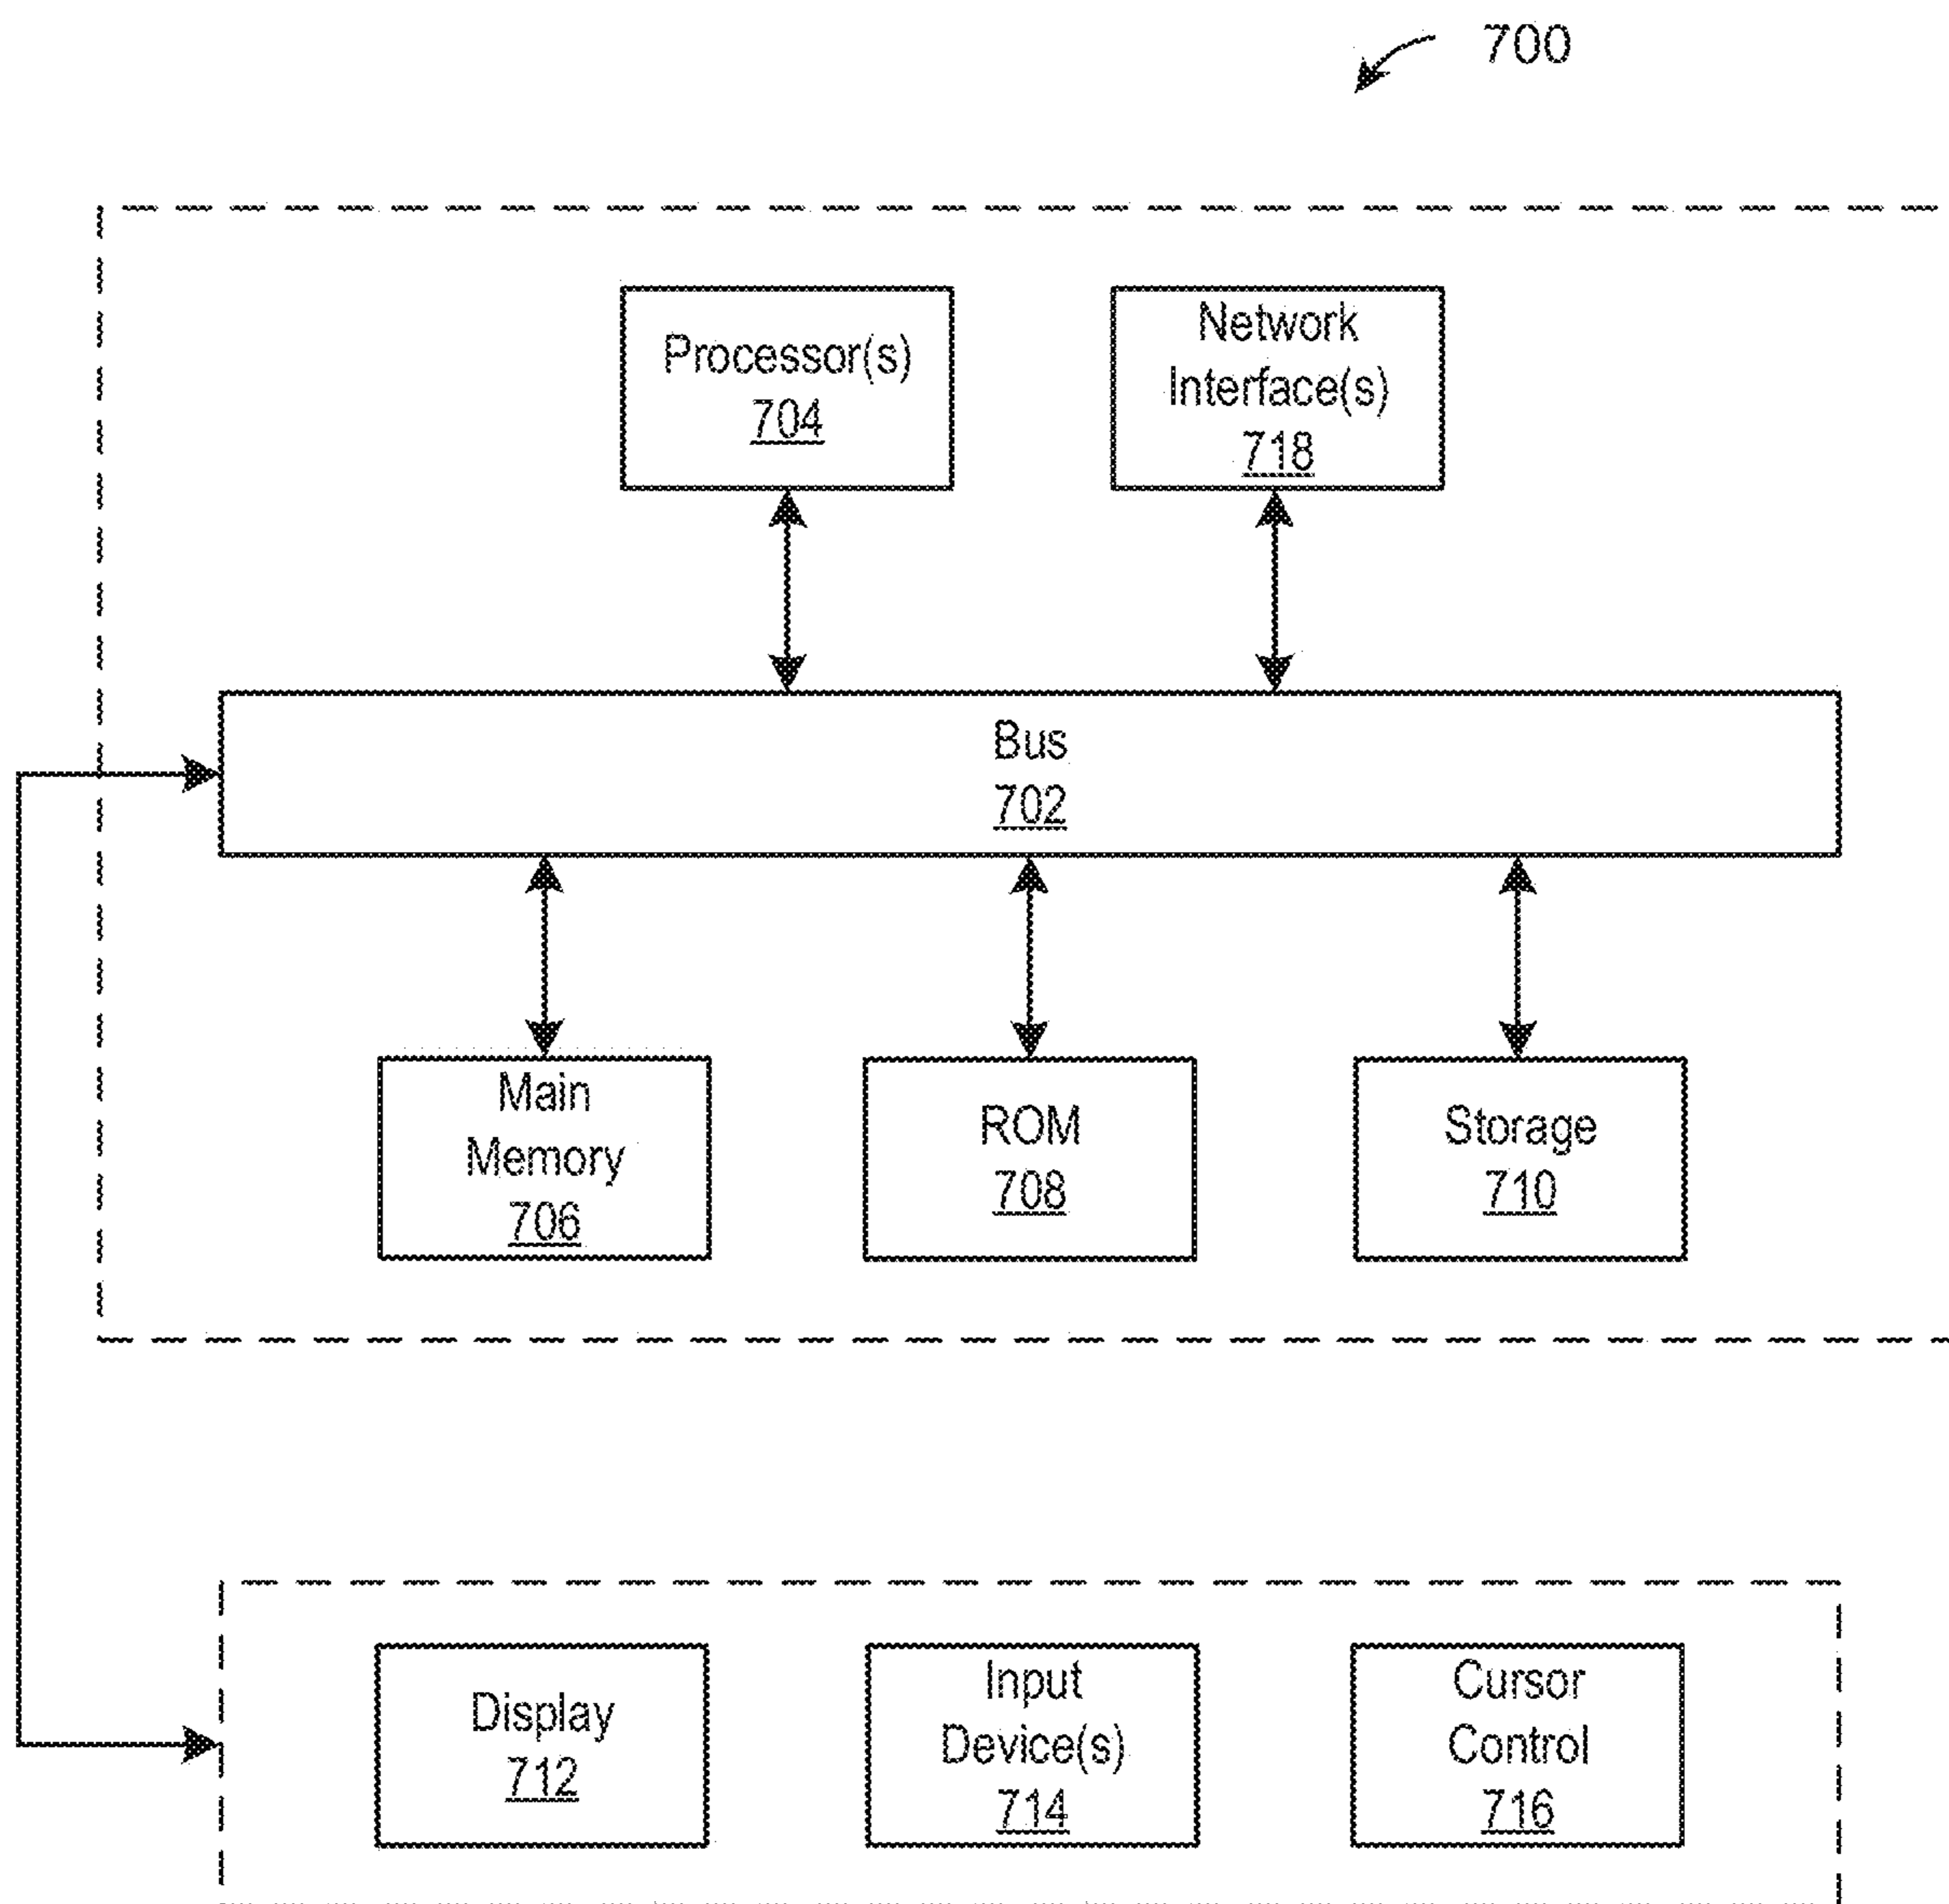 700
Processor(s)
704
Network
Interface(s)
718
Bus
702
Main
Memory
706
ROM
708
Storage
710
Display
712
Input
Device(s)
714
Cursor
Control
716